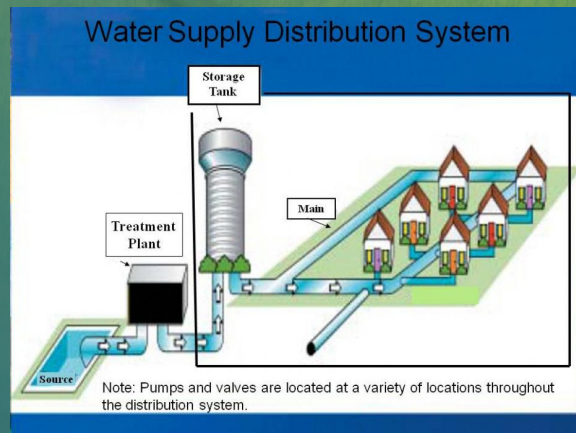 Water Supply Distribution System
Storage
Tank
Main
Treatment
Plant
Source
Note: Pumps and valves are located at a variety of locations throughout
the distribution system.